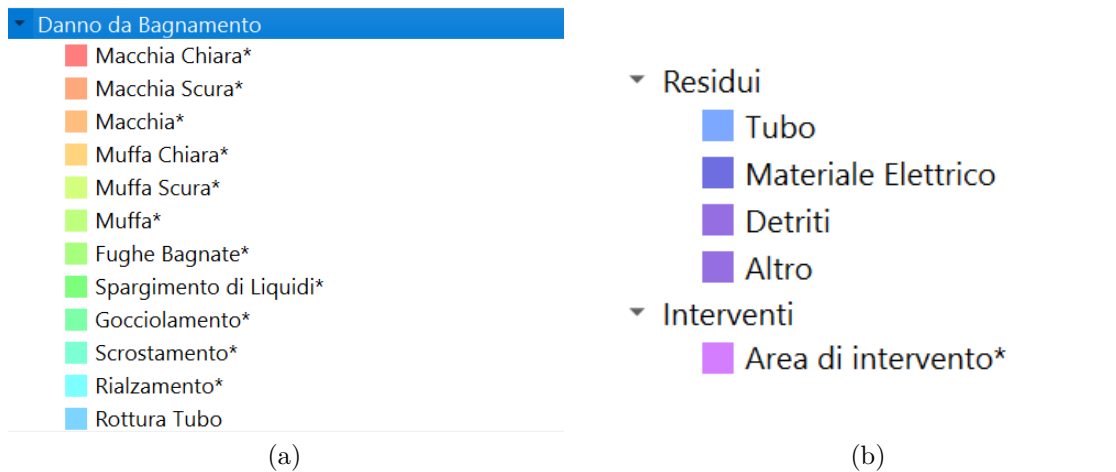 Danno da Bagnamento
Macchia Chiara*
Macchia Scura*
Macchia*
Muffa Chiara*
Muffa Scura*
Muffa*
Fughe Bagnate*
Spargimento di Liquidi*
Gocciolamento*
Scrostamento*
Rialzamento*
Rottura Tubo
(a)
Residui
Tubo
Materiale Elettrico
Detriti
Altro
Interventi
Area di intervento*
(b)